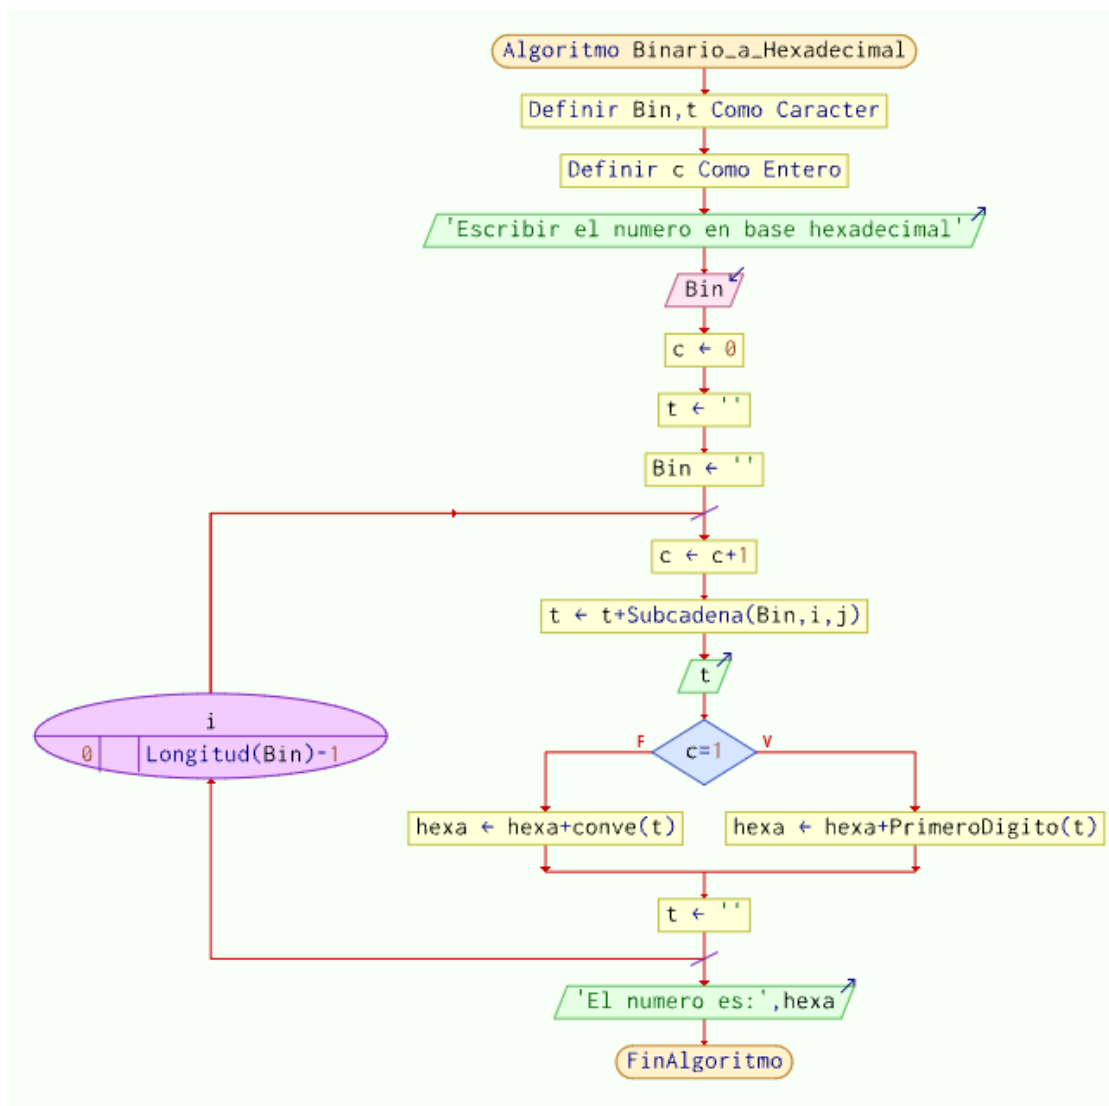 Algoritmo Binario_a_Hexadecimal
Definir Bin,t Como Caracter
Definir c Como Entero
'Escribir el numero en base hexadecimal'
Bin
c ← 0
t ← ''
Bin ← ''
c ← c+1
t ← t+Subcadena(Bin,i,j)
t
i
0 Longitud(Bin)-1
F c=1 V
hexa ← hexa+conve(t)
hexa ← hexa+PrimeroDigito(t)
t ← ''
'El numero es:',hexa
FinAlgoritmo